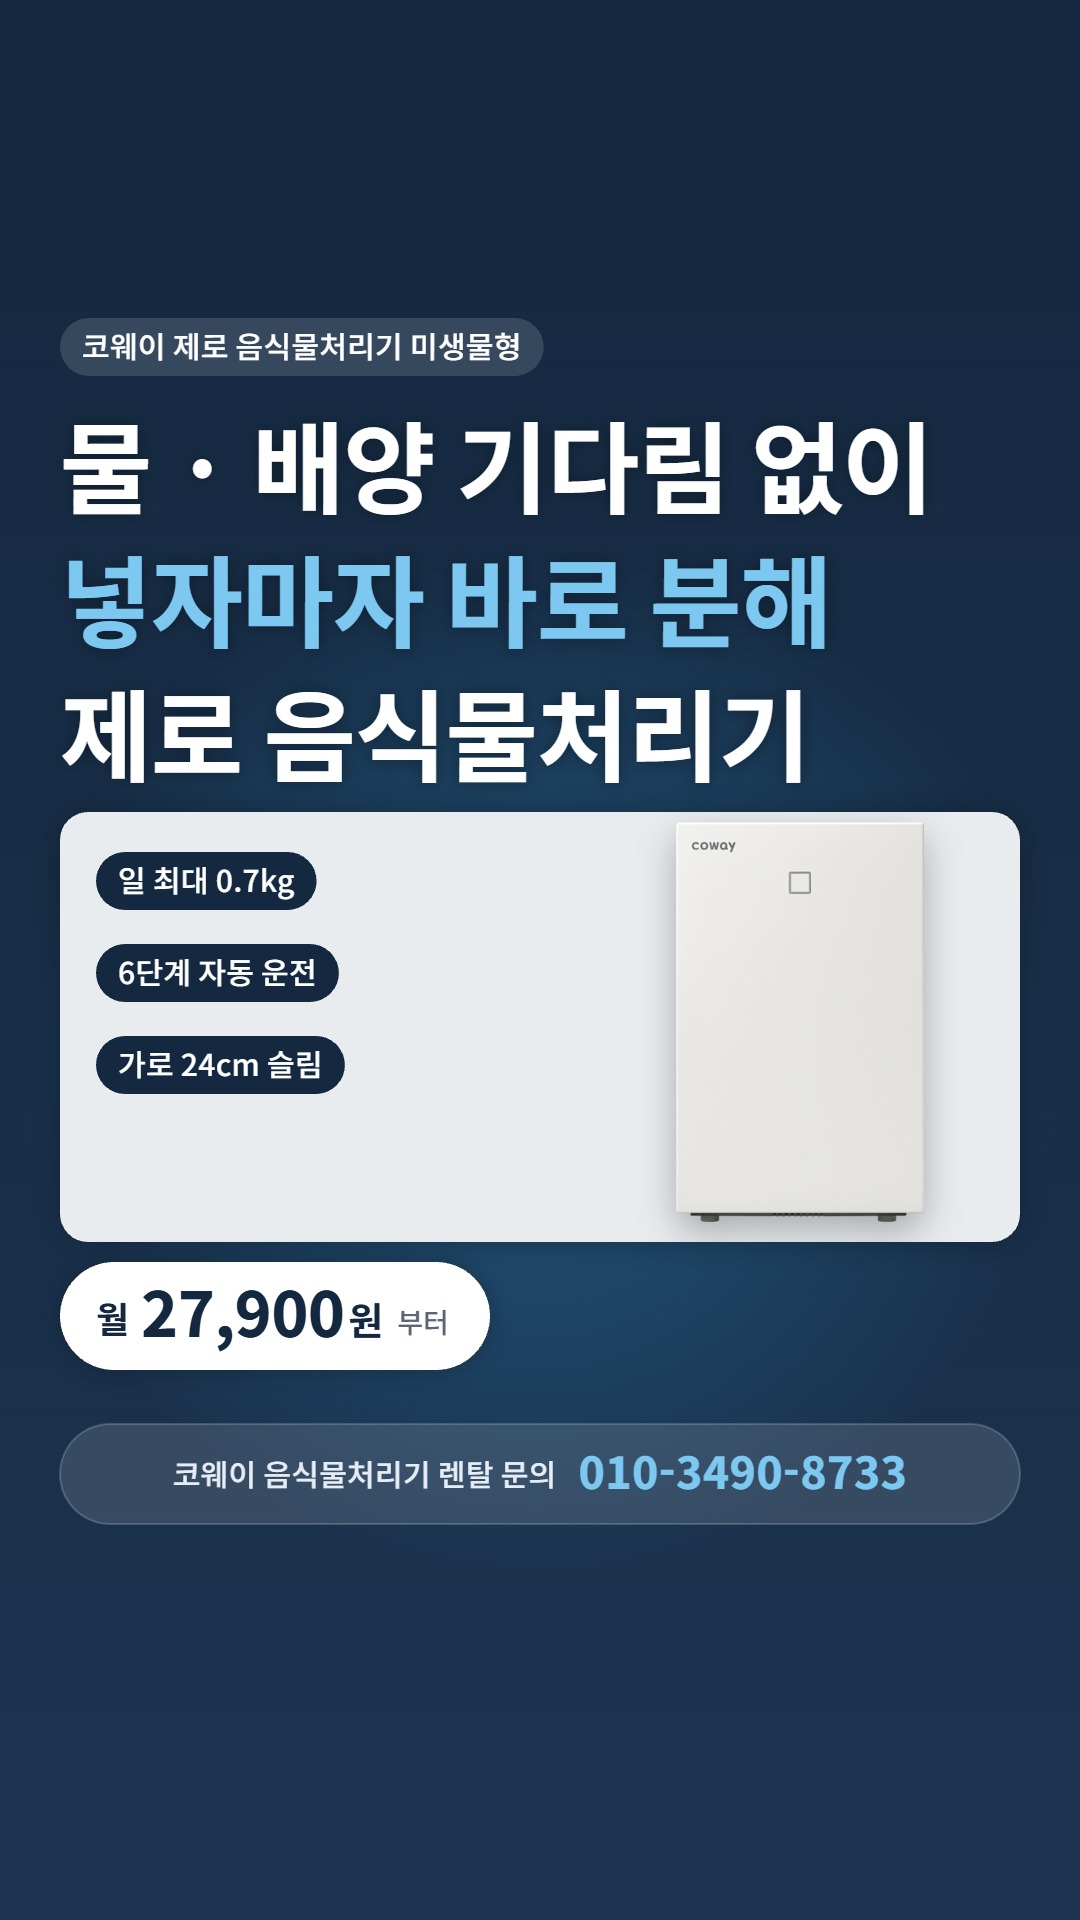 코웨이 제로 음식물처리기 미생물형
물 · 배양 기다림 없이
넣자마자 바로 분해
제로 음식물처리기
일 최대 0.7kg
6단계 자동 운전
가로 24cm 슬림
coway
월 27,900원 부터
코웨이 음식물처리기 렌탈 문의 010-3490-8733